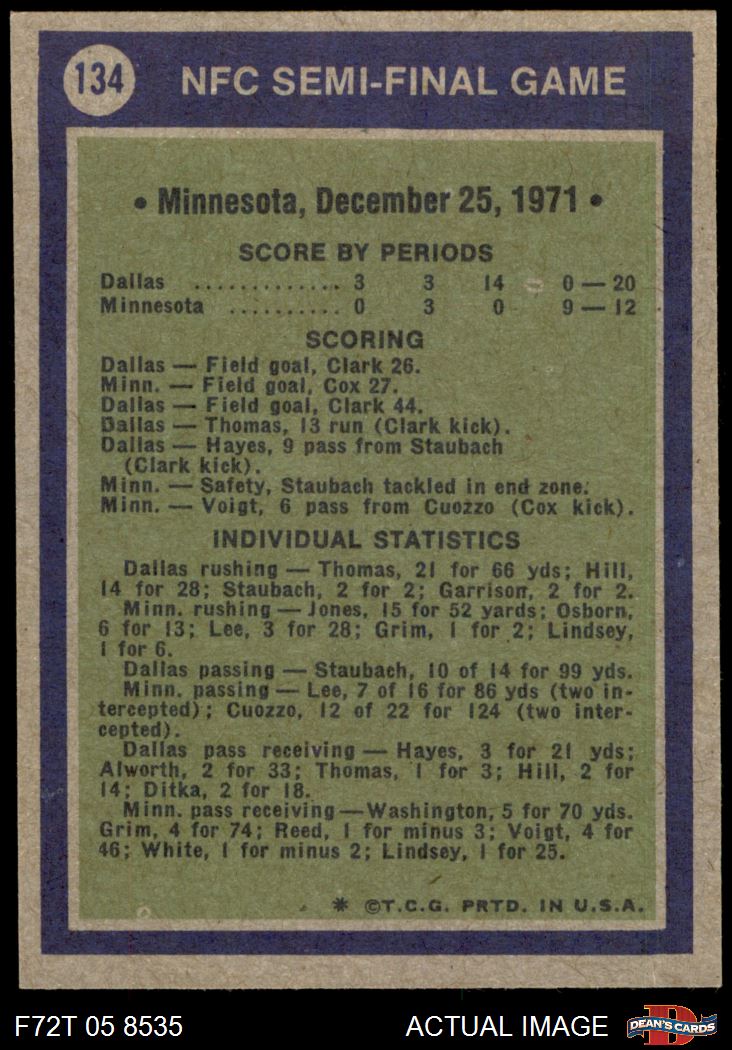 134 NFC SEMI-FINAL GAME
• Minnesota, December 25, 1971 •
SCORE BY PERIODS
Dallas ............. 3 3 14 0 — 20
Minnesota .......... 0 3 0 9 — 12
SCORING
Dallas — Field goal, Clark 26.
Minn. — Field goal, Cox 27.
Dallas — Field goal, Clark 44.
Dallas — Thomas, 13 run (Clark kick).
Dallas — Hayes, 9 pass from Staubach
(Clark kick).
Minn. — Safety, Staubach tackled in end zone.
Minn. — Voigt, 6 pass from Cuozzo (Cox kick).
INDIVIDUAL STATISTICS
Dallas rushing — Thomas, 21 for 66 yds; Hill,
14 for 28; Staubach, 2 for 2; Garrison, 2 for 2.
Minn. rushing — Jones, 15 for 52 yards; Osborn,
6 for 13; Lee, 3 for 28; Grim, 1 for 2; Lindsey,
1 for 6.
Dallas passing — Staubach, 10 of 14 for 99 yds.
Minn. passing — Lee, 7 of 16 for 86 yds (two in-
tercepted); Cuozzo, 12 of 22 for 124 (two inter-
cepted).
Dallas pass receiving — Hayes, 3 for 21 yds;
Alworth, 2 for 33; Thomas, 1 for 3; Hill, 2 for
14; Ditka, 2 for 18.
Minn. pass receiving — Washington, 5 for 70 yds.
Grim, 4 for 74; Reed, 1 for minus 3; Voigt, 4 for
46; White, 1 for minus 2; Lindsey, 1 for 25.
* ©T.C.G. PRTD. IN U.S.A.
F72T 05 8535 ACTUAL IMAGE D DEAN'S CARDS